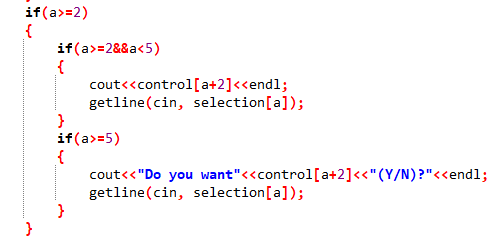 if(a>=2)
{
if(a>=2&&a<5)
{
cout<<control[a+2]<<endl;
getline(cin, selection[a]);
}
if(a>=5)
{
cout<<"Do you want"<<control[a+2]<<"(Y/N)?"<<endl;
getline(cin, selection[a]);
}
}